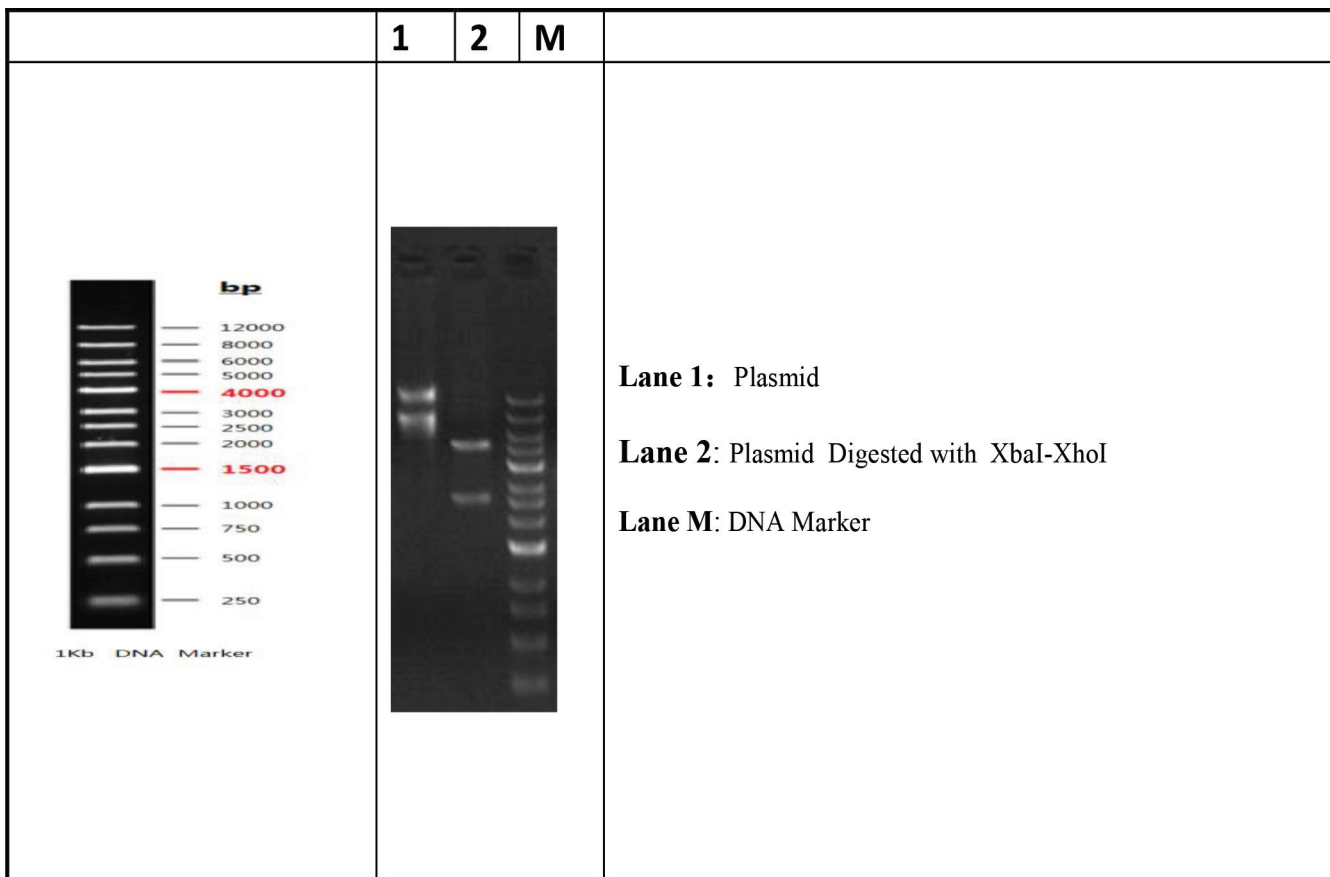 1 2 M
bp
12000
8000
6000
5000
4000
3000
2500
2000
1500
1000
750
500
250
1Kb DNA Marker
Lane 1： Plasmid
Lane 2: Plasmid Digested with XbaI-XhoI
Lane M: DNA Marker